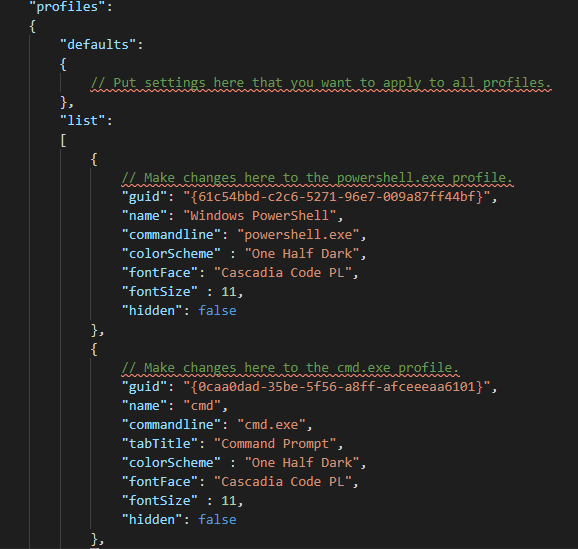 "profiles":
{
"defaults":
{
// Put settings here that you want to apply to all profiles.
},
"list":
[
{
// Make changes here to the powershell.exe profile.
"guid": "{61c54bbd-c2c6-5271-96e7-009a87ff44bf}",
"name": "Windows PowerShell",
"commandline": "powershell.exe",
"colorScheme" : "One Half Dark",
"fontFace": "Cascadia Code PL",
"fontSize" : 11,
"hidden": false
},
{
// Make changes here to the cmd.exe profile.
"guid": "{0caa0dad-35be-5f56-a8ff-afceeeaa6101}",
"name": "cmd",
"commandline": "cmd.exe",
"tabTitle": "Command Prompt",
"colorScheme" : "One Half Dark",
"fontFace": "Cascadia Code PL",
"fontSize" : 11,
"hidden": false
},